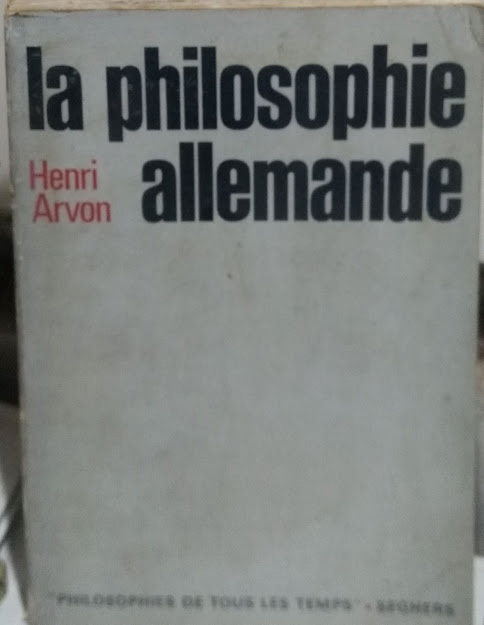 la philosophie
Henri allemande
Arvon
"PHILOSOPHIES DE TOUS LES TEMPS" - SEGHERS